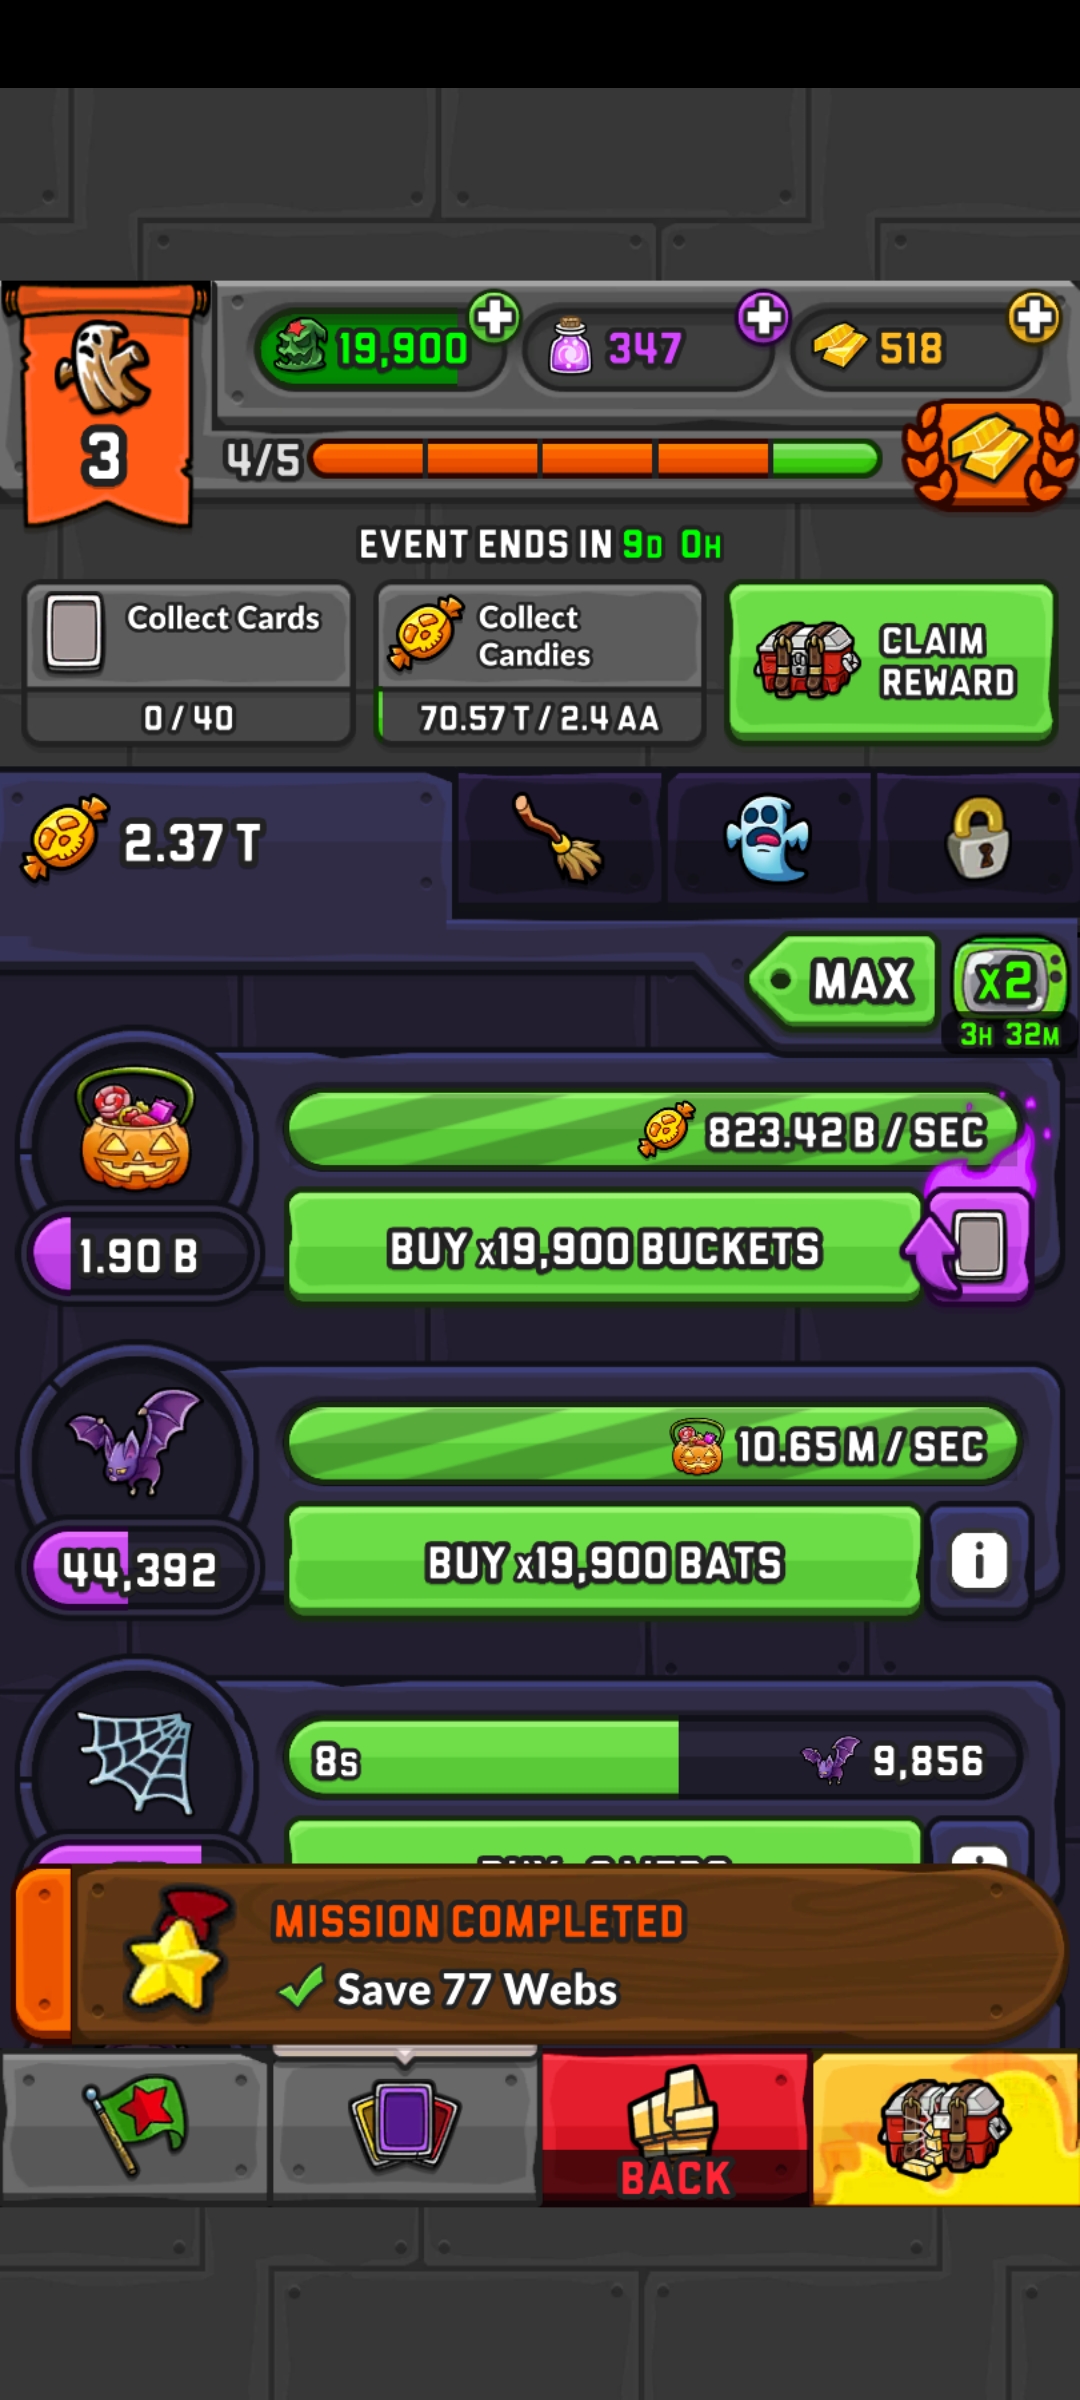 19,900
347
518
3
4/5
EVENT ENDS IN 9D 0H
Collect Cards
0 / 40
Collect
Candies
70.57 T / 2.4 AA
CLAIM
REWARD
2.37 T
MAX
x2
3H 32M
823.42 B / SEC
1.90 B
BUY x19,900 BUCKETS
10.65 M / SEC
44,392
BUY x19,900 BATS
i
8s
9,856
MISSION COMPLETED
Save 77 Webs
BACK